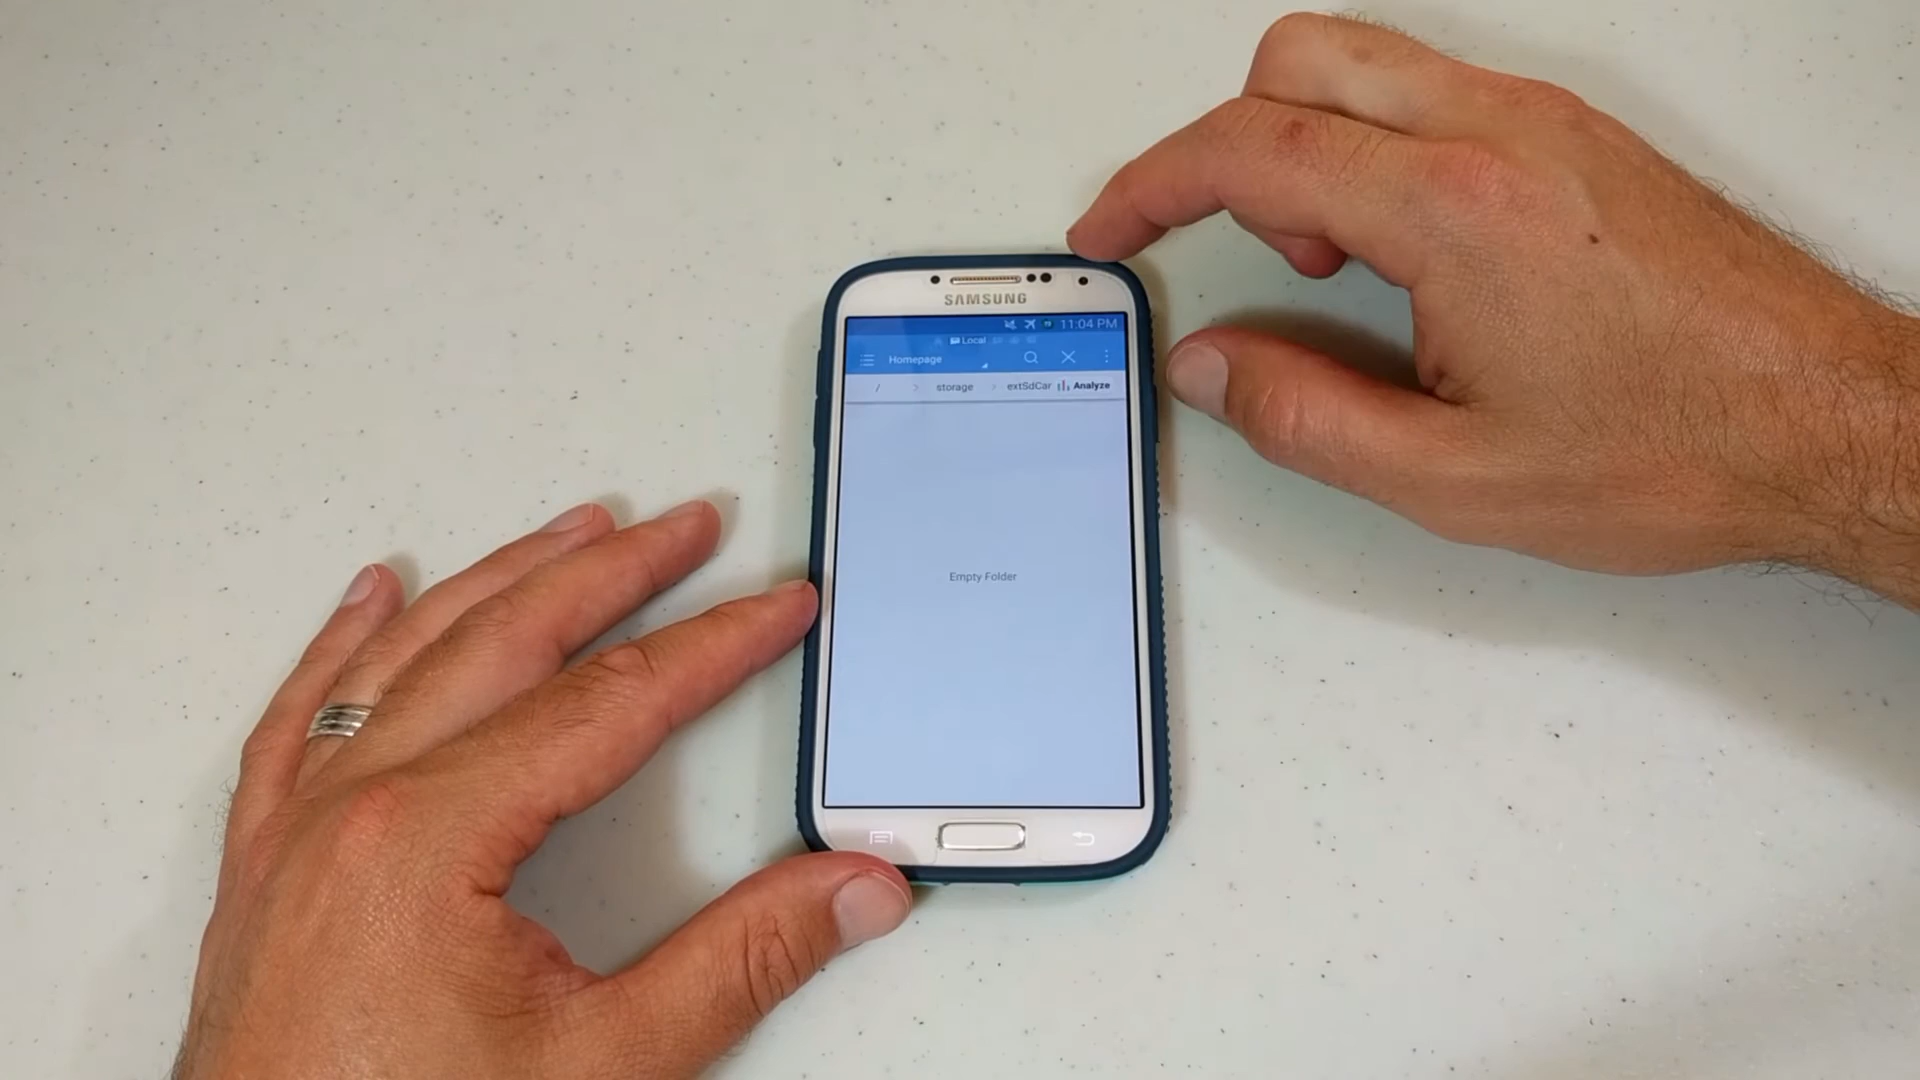 SAMSUNG
11:04 PM
Local
Homepage
/ > storage > extSdCar Analyze
Empty Folder